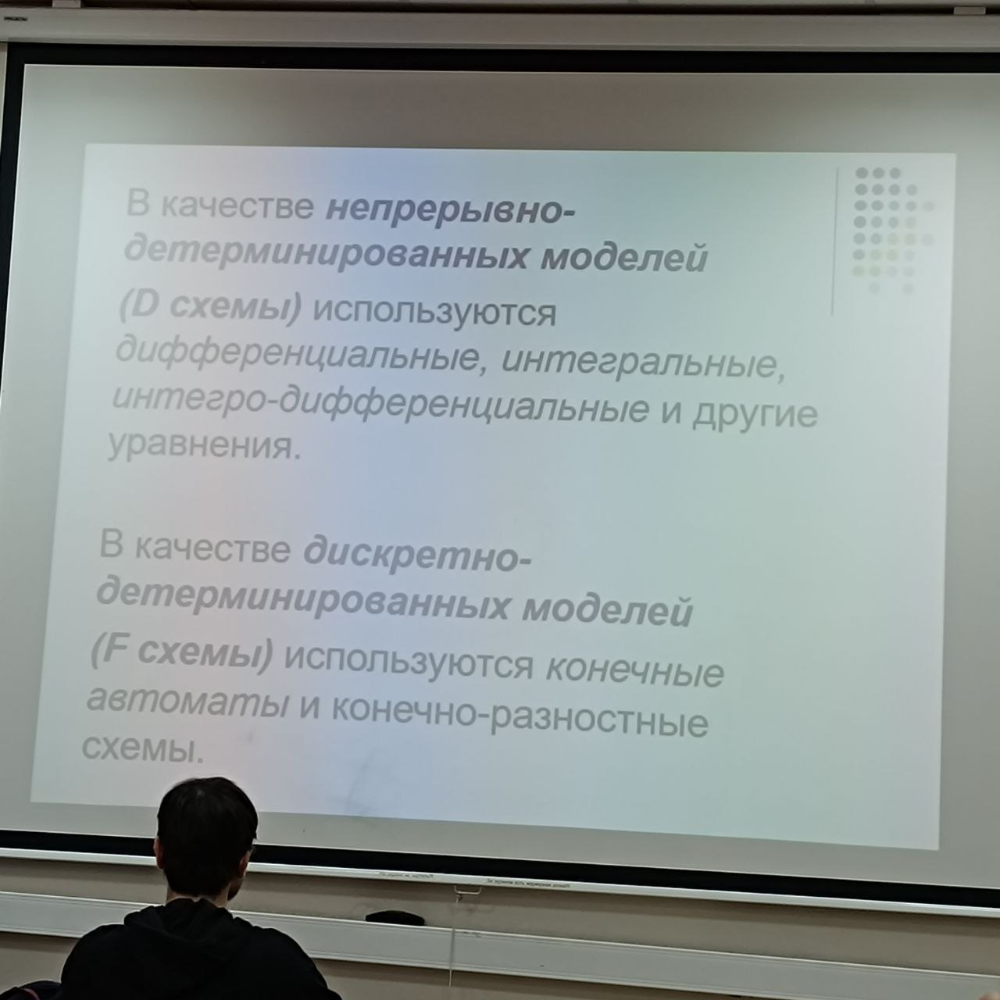 В качестве непрерывно-
детерминированных моделей
(D схемы) используются
дифференциальные, интегральные,
интегро-дифференциальные и другие
уравнения.
В качестве дискретно-
детерминированных моделей
(F схемы) используются конечные
автоматы и конечно-разностные
схемы.